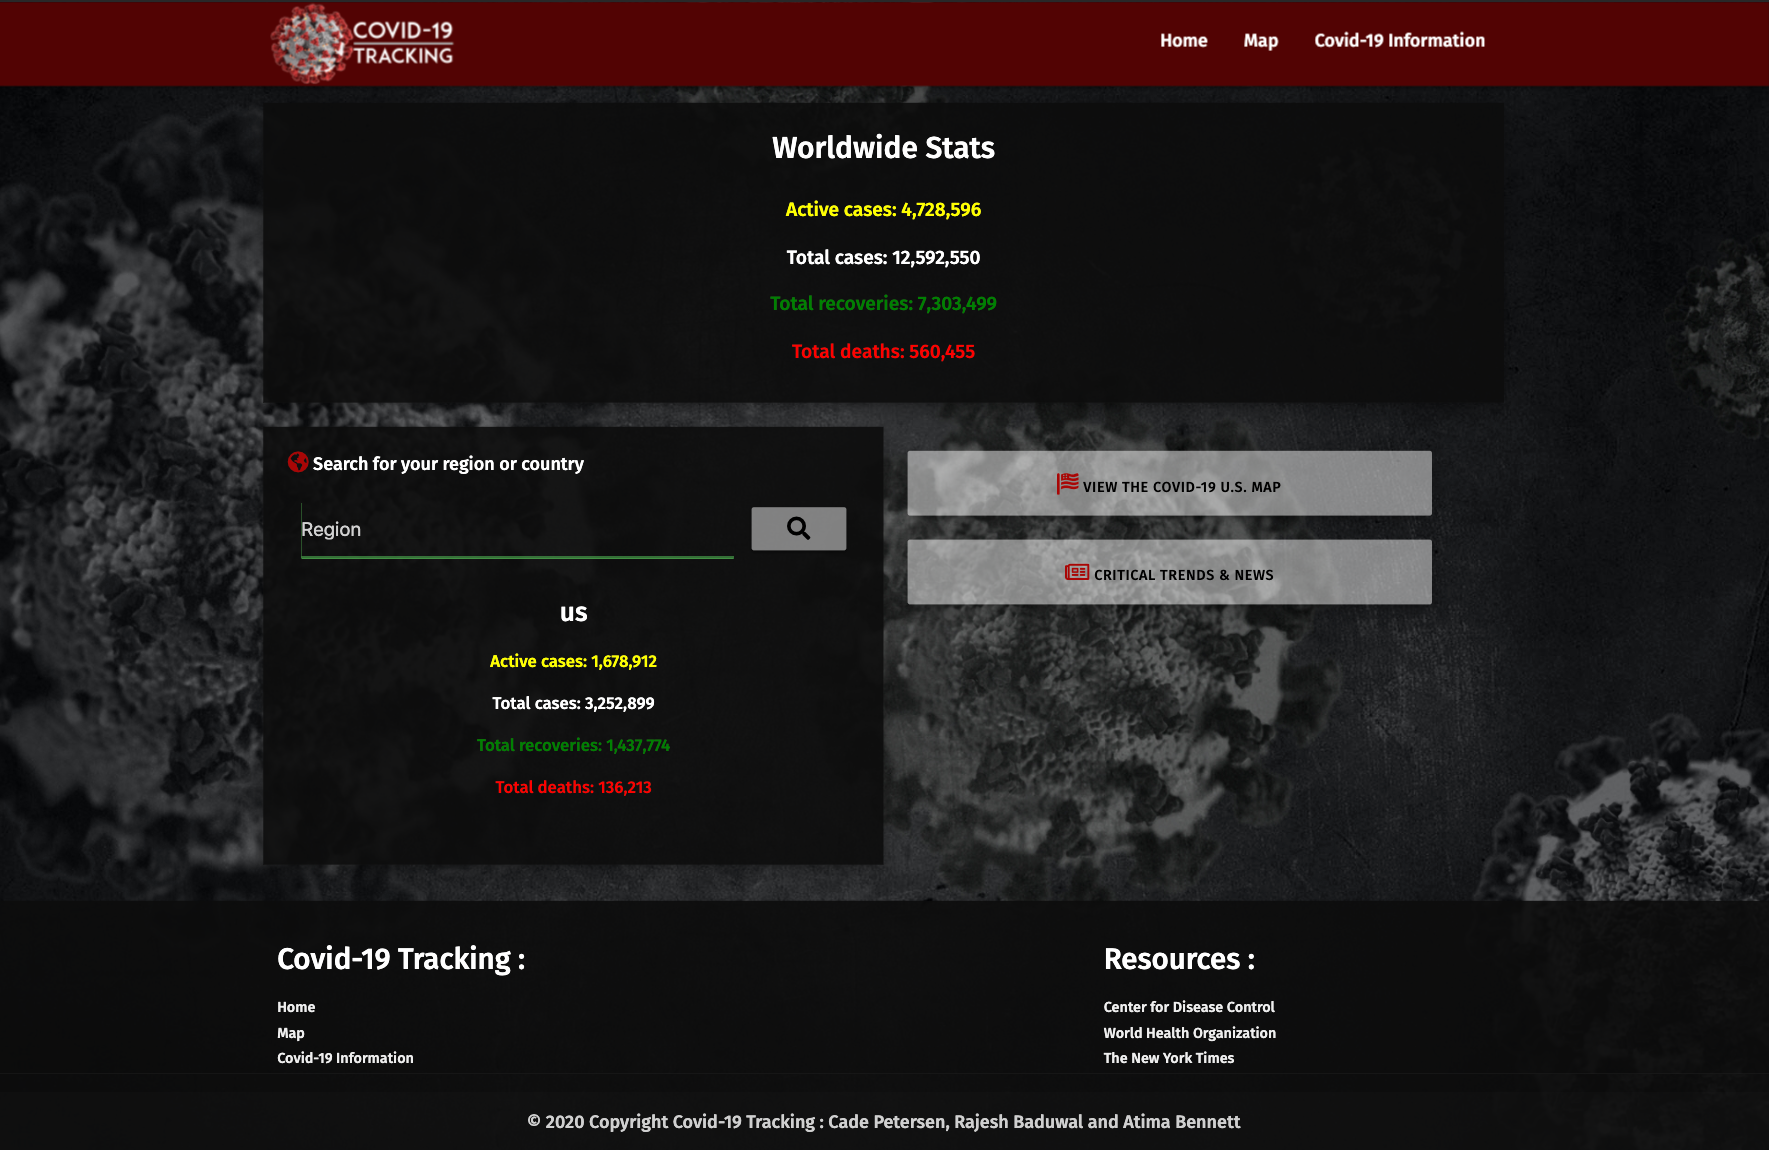 COVID-19
TRACKING
Home Map Covid-19 Information
Worldwide Stats
Active cases: 4,728,596
Total cases: 12,592,550
Total recoveries: 7,303,499
Total deaths: 560,455
Search for your region or country
Region
VIEW THE COVID-19 U.S. MAP
CRITICAL TRENDS & NEWS
us
Active cases: 1,678,912
Total cases: 3,252,899
Total recoveries: 1,437,774
Total deaths: 136,213
Covid-19 Tracking :
Home
Map
Covid-19 Information
Resources :
Center for Disease Control
World Health Organization
The New York Times
© 2020 Copyright Covid-19 Tracking : Cade Petersen, Rajesh Baduwal and Atima Bennett